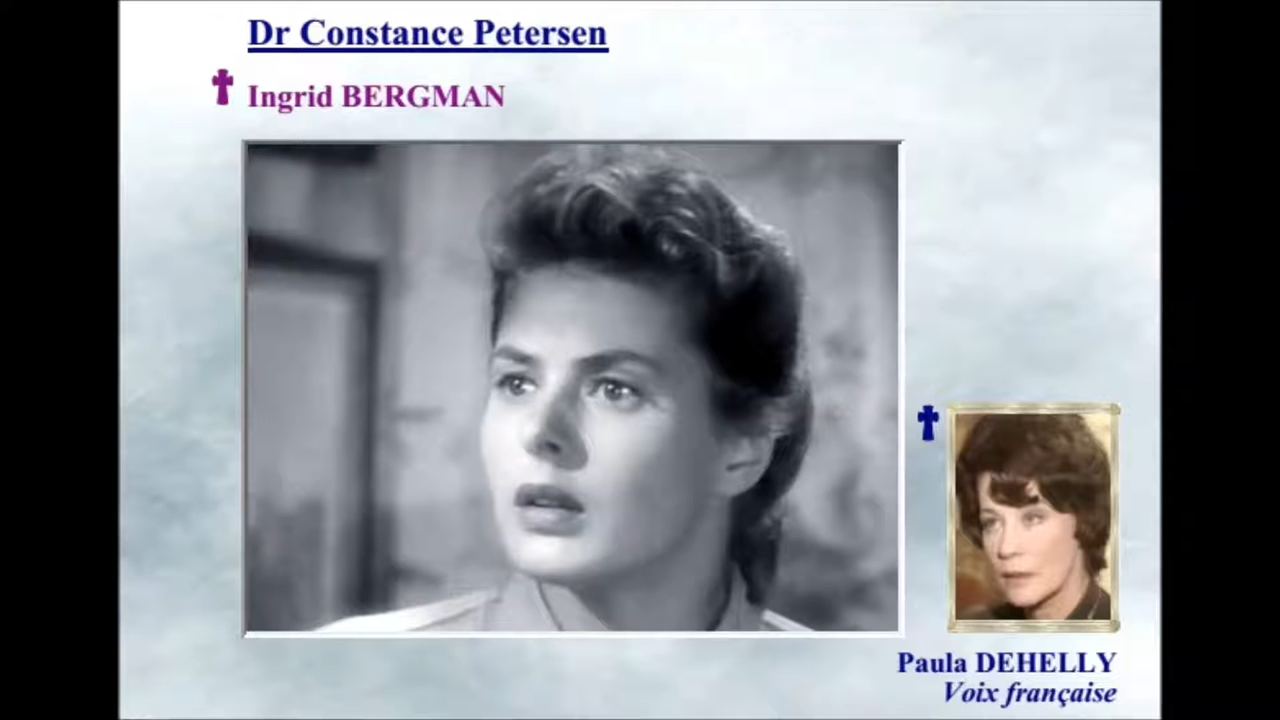 Dr Constance Petersen
Ingrid BERGMAN
Paula DEHELLY
Voix française